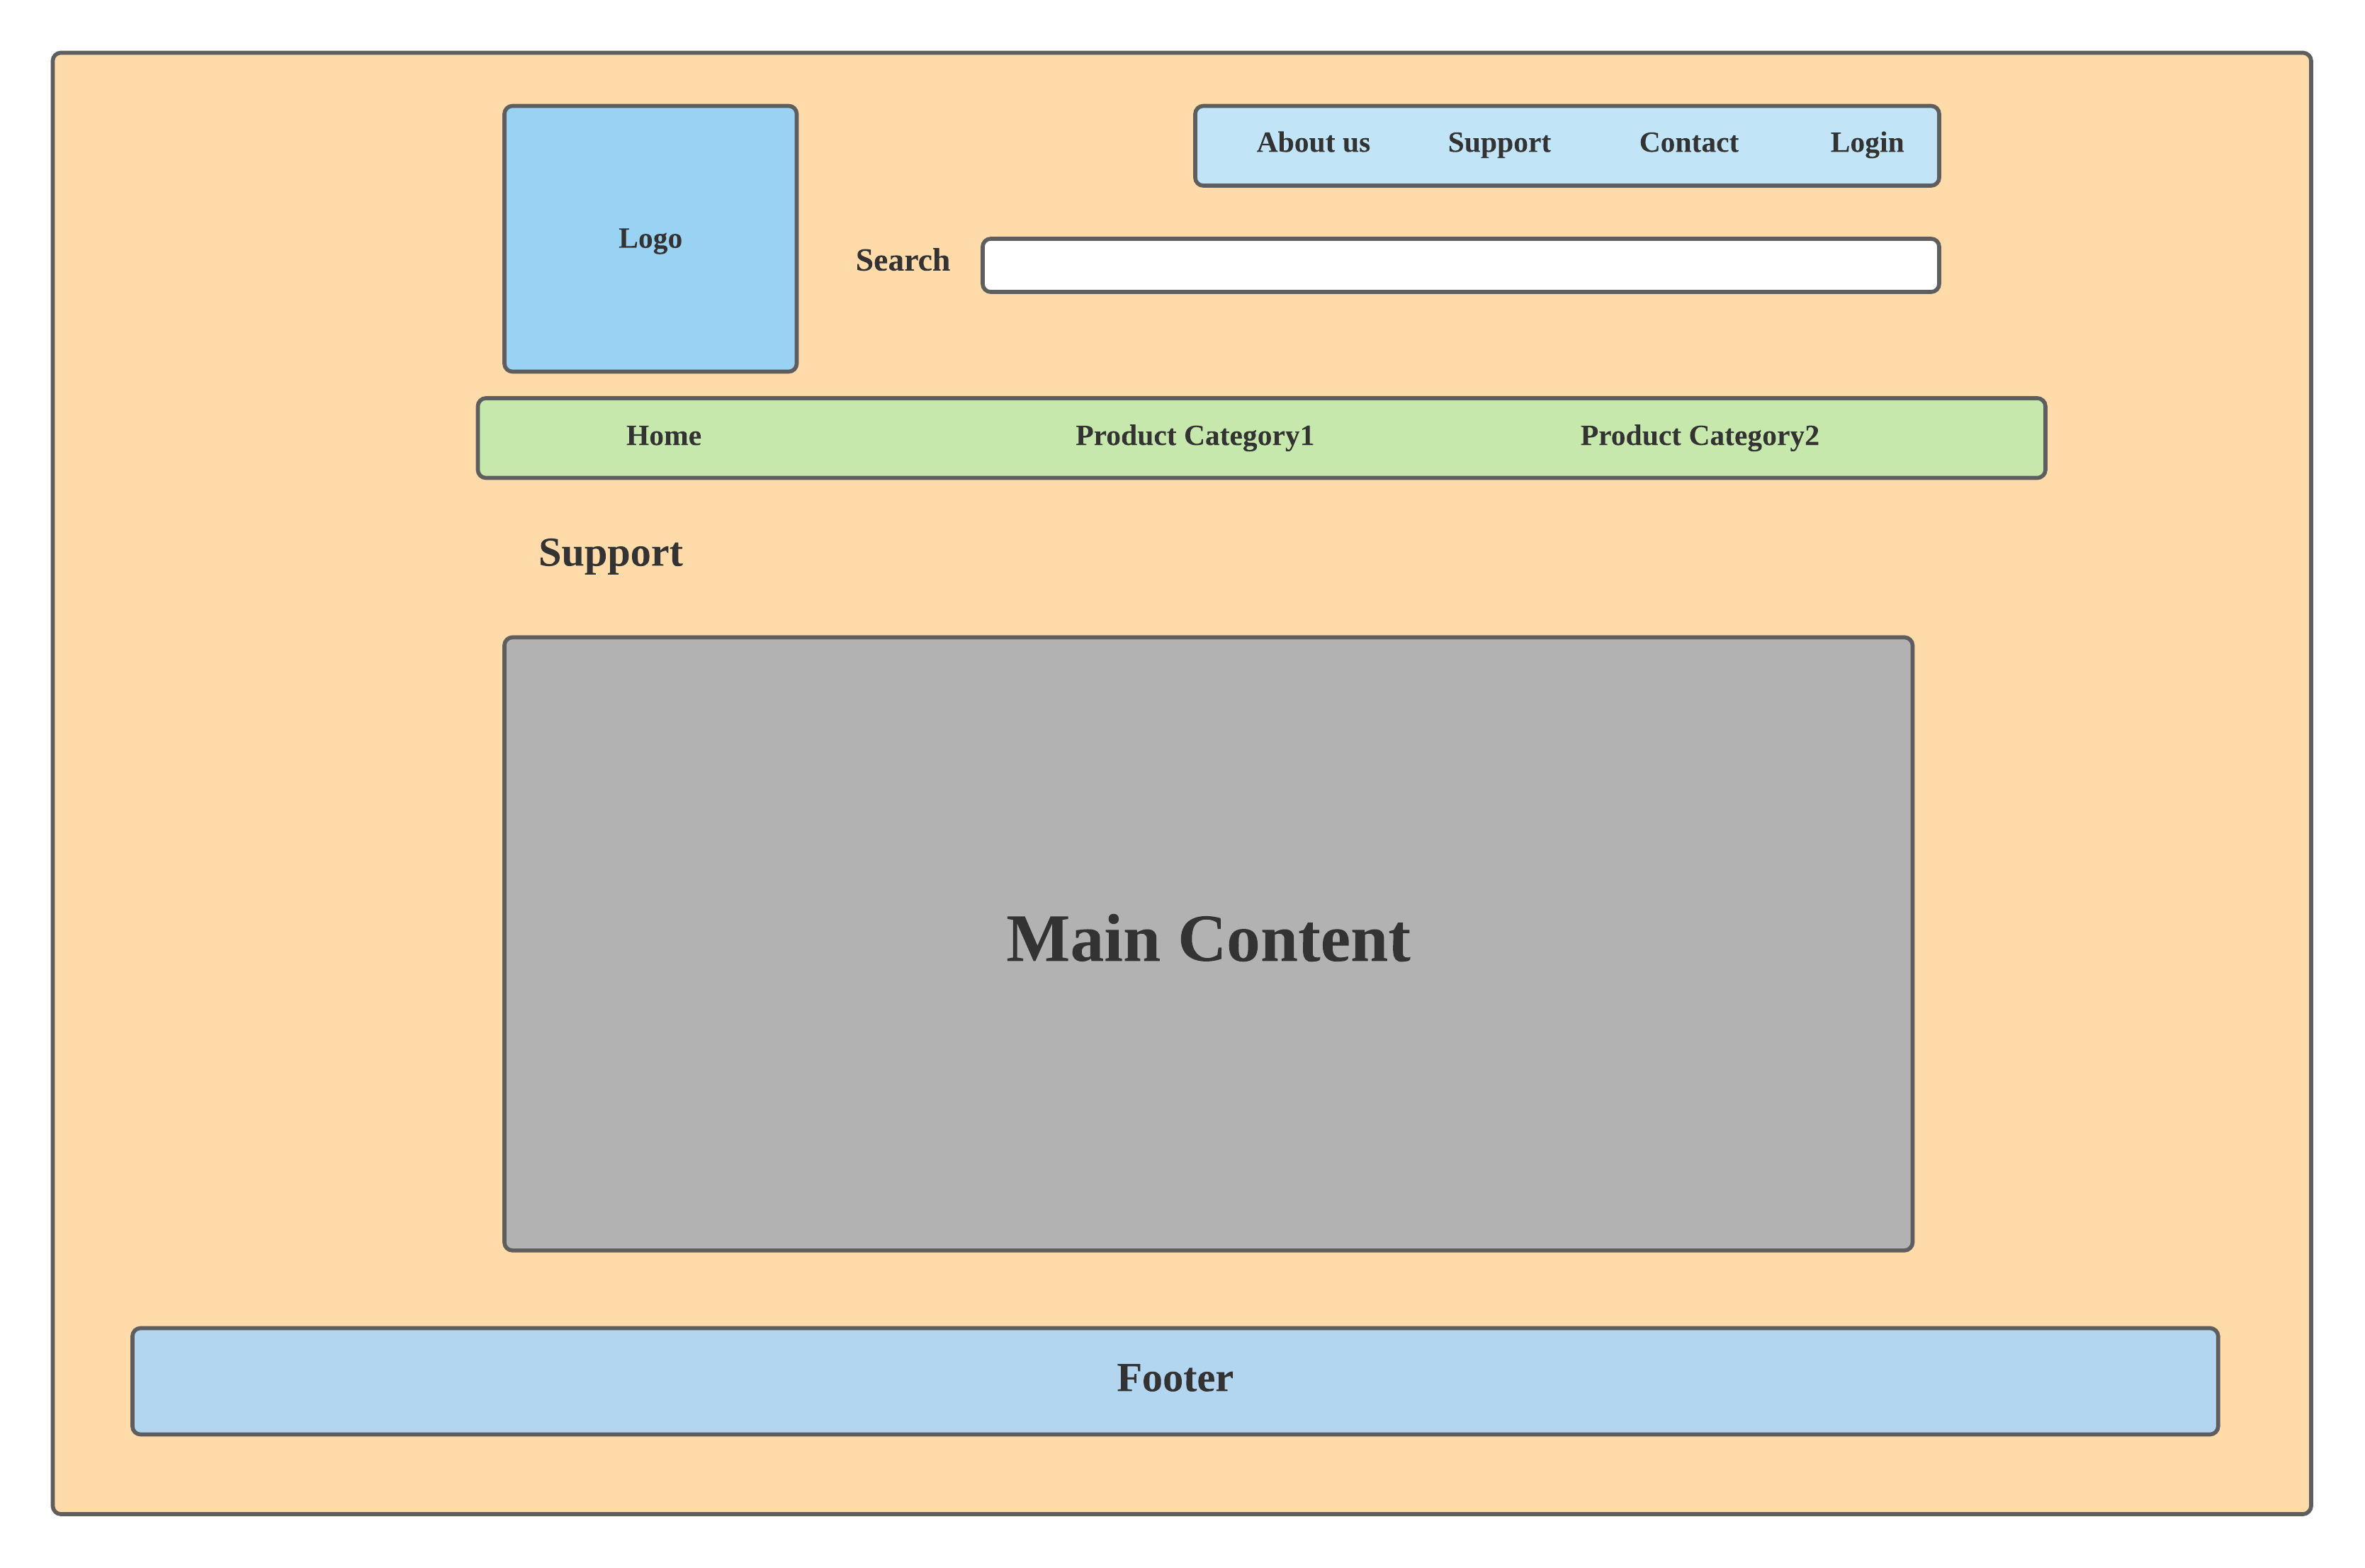 About us Support Contact Login
Logo
Search
Home Product Category1 Product Category2
Support
Main Content
Footer